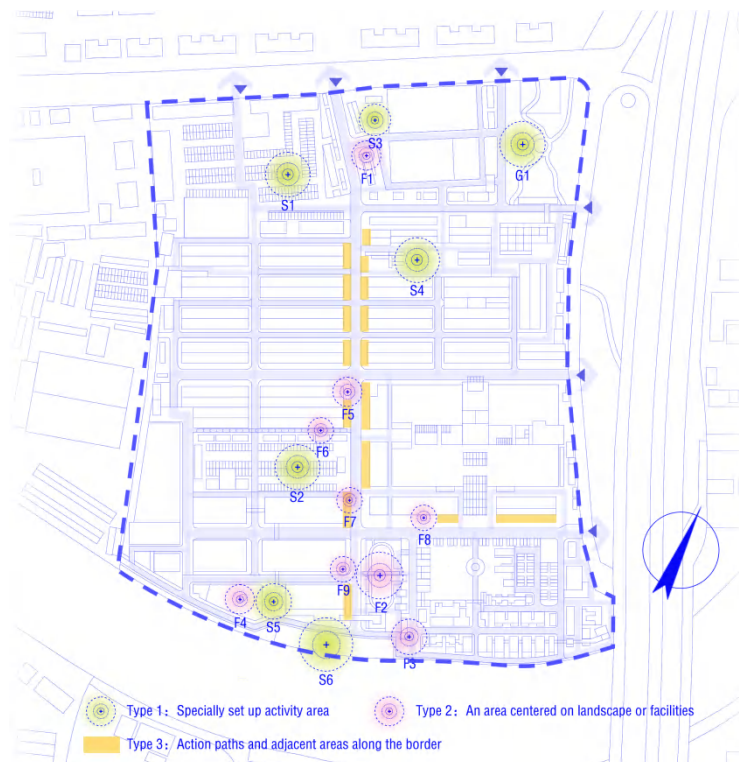 S3
F1
G1
S1
S4
F5
F6
S2
F7
F8
F9
F2
F4
S5
P3
S6
Type 1：Specially set up activity area
Type 2：An area centered on landscape or facilities
Type 3：Action paths and adjacent areas along the border